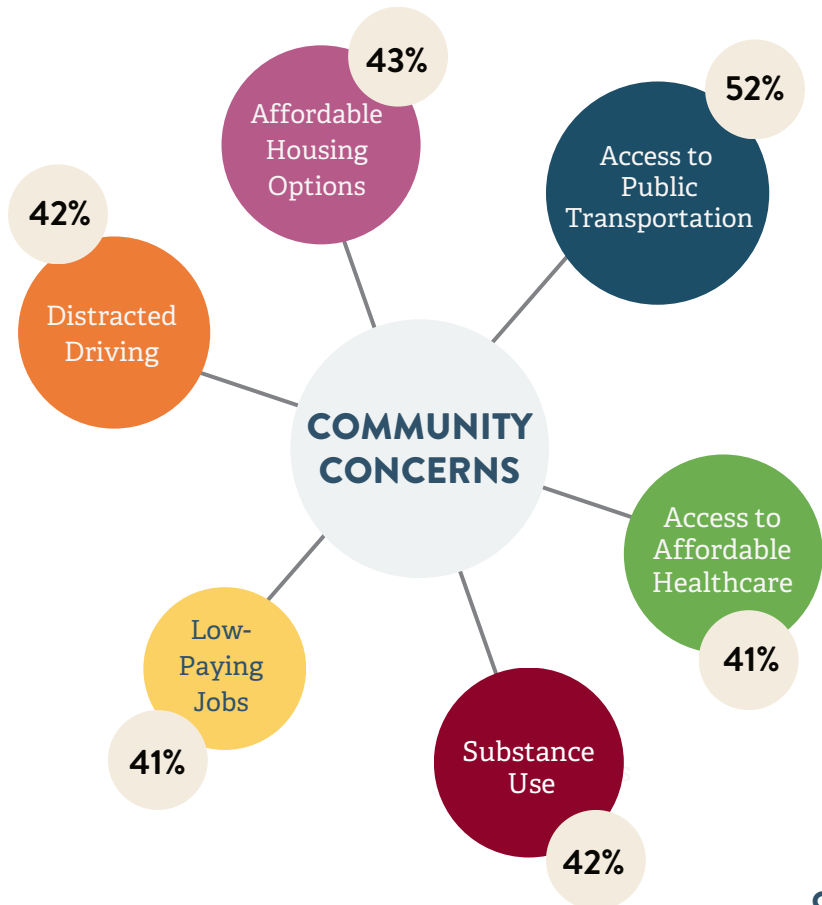 43%
Affordable
Housing
Options
52%
Access to
Public
Transportation
42%
Distracted
Driving
COMMUNITY
CONCERNS
Access to
Affordable
Healthcare
41%
Low-
Paying
Jobs
41%
Substance
Use
42%